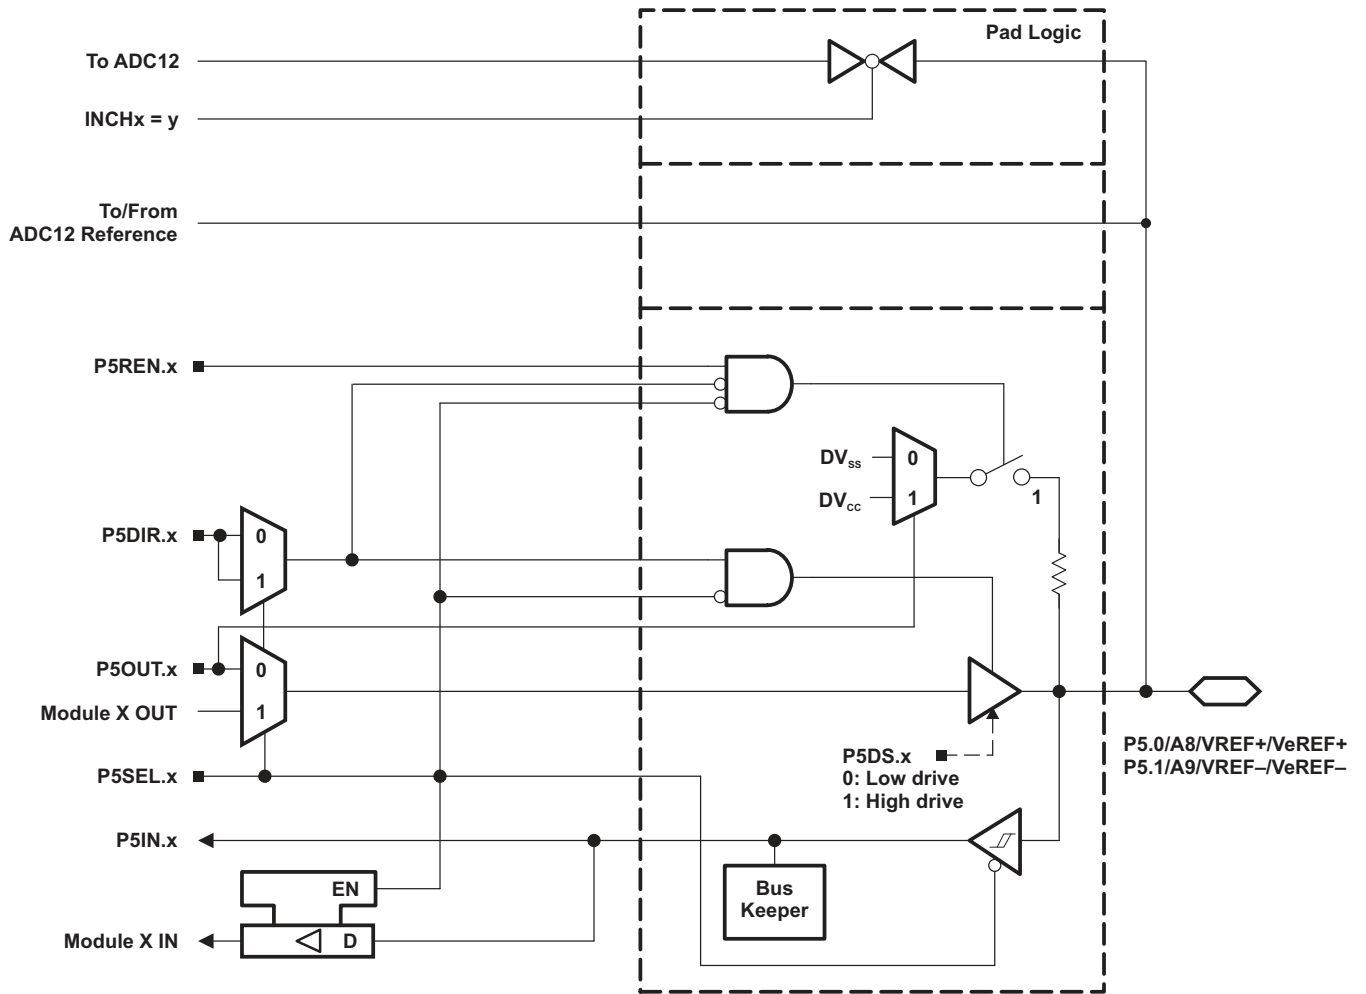 Pad Logic
To ADC12
INCHx = y
To/From
ADC12 Reference
P5REN.x
DVss
0
DVcc
1
1
P5DIR.x
0
1
P5OUT.x
0
Module X OUT
1
P5SEL.x
P5DS.x
0: Low drive
1: High drive
P5.0/A8/VREF+/VeREF+
P5.1/A9/VREF–/VeREF–
P5IN.x
Bus
Keeper
EN
Module X IN
D